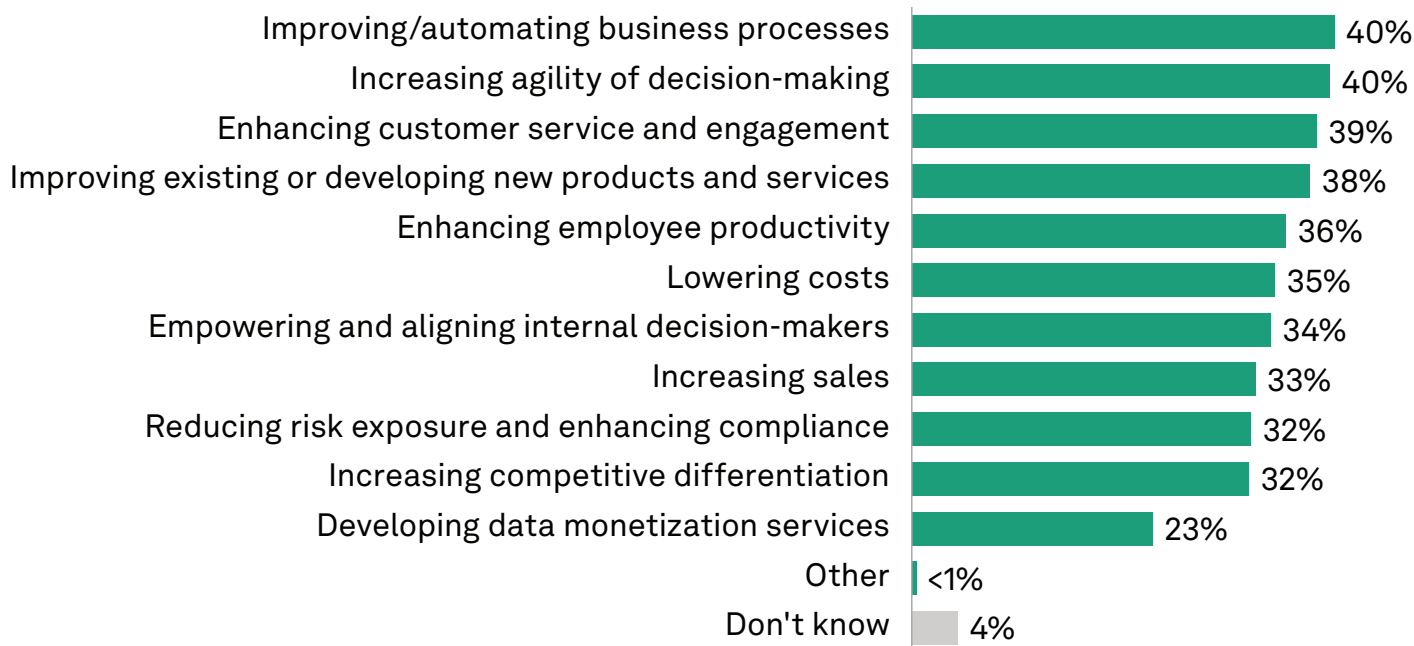 Improving/automating business processes 40%
Increasing agility of decision-making 40%
Enhancing customer service and engagement 39%
Improving existing or developing new products and services 38%
Enhancing employee productivity 36%
Lowering costs 35%
Empowering and aligning internal decision-makers 34%
Increasing sales 33%
Reducing risk exposure and enhancing compliance 32%
Increasing competitive differentiation 32%
Developing data monetization services 23%
Other <1%
Don't know 4%